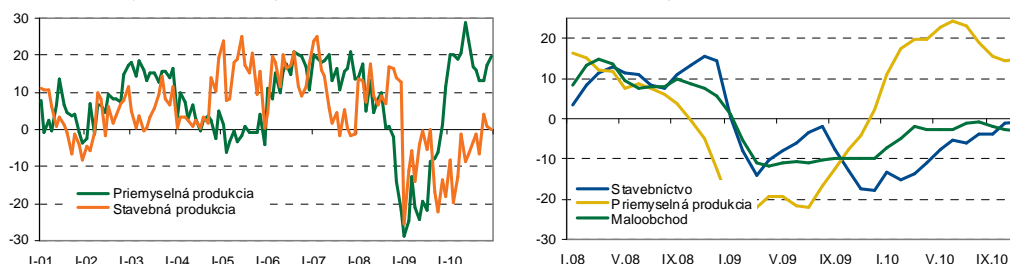 30
20
10
0
-10
-20
-30
Priemyselná produkcia
Stavebná produkcia
I-01 I-02 I-03 I-04 I-05 I-06 I-07 I-08 I-09 I-10
20
10
0
-10
-20
-30
Stavebníctvo
Priemyselná produkcia
Maloobchod
I.08 V.08 IX.08 I.09 V.09 IX.09 I.10 V.10 IX.10